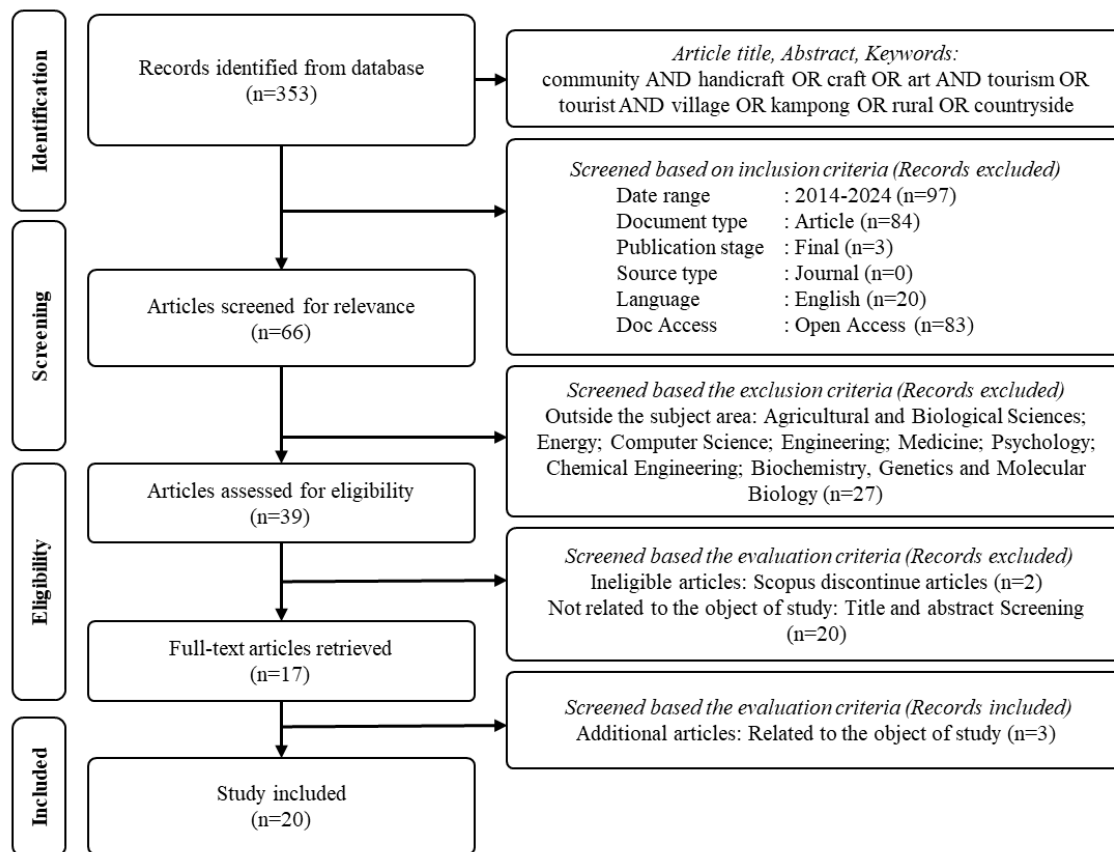 Identification
Records identified from database
(n=353)
Article title, Abstract, Keywords:
community AND handicraft OR craft OR art AND tourism OR
tourist AND village OR kampong OR rural OR countryside
Screened based on inclusion criteria (Records excluded)
Date range : 2014-2024 (n=97)
Document type : Article (n=84)
Publication stage : Final (n=3)
Source type : Journal (n=0)
Language : English (n=20)
Doc Access : Open Access (n=83)
Screening
Articles screened for relevance
(n=66)
Screened based the exclusion criteria (Records excluded)
Outside the subject area: Agricultural and Biological Sciences;
Energy; Computer Science; Engineering; Medicine; Psychology;
Chemical Engineering; Biochemistry, Genetics and Molecular
Biology (n=27)
Eligibility
Articles assessed for eligibility
(n=39)
Screened based the evaluation criteria (Records excluded)
Ineligible articles: Scopus discontinue articles (n=2)
Not related to the object of study: Title and abstract Screening
(n=20)
Full-text articles retrieved
(n=17)
Screened based the evaluation criteria (Records included)
Additional articles: Related to the object of study (n=3)
Included
Study included
(n=20)